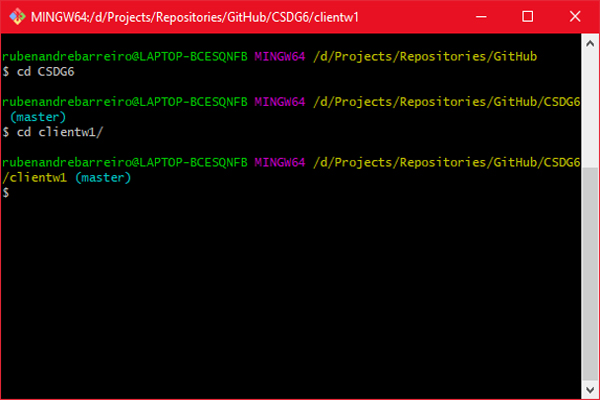 MINGW64:/d/Projects/Repositories/GitHub/CSDG6/clientw1
rubenandrebarreiro@LAPTOP-BCESQNFB MINGW64 /d/Projects/Repositories/GitHub
$ cd CSDG6
rubenandrebarreiro@LAPTOP-BCESQNFB MINGW64 /d/Projects/Repositories/GitHub/CSDG6
(master)
$ cd clientw1/
rubenandrebarreiro@LAPTOP-BCESQNFB MINGW64 /d/Projects/Repositories/GitHub/CSDG6
/clientw1 (master)
$